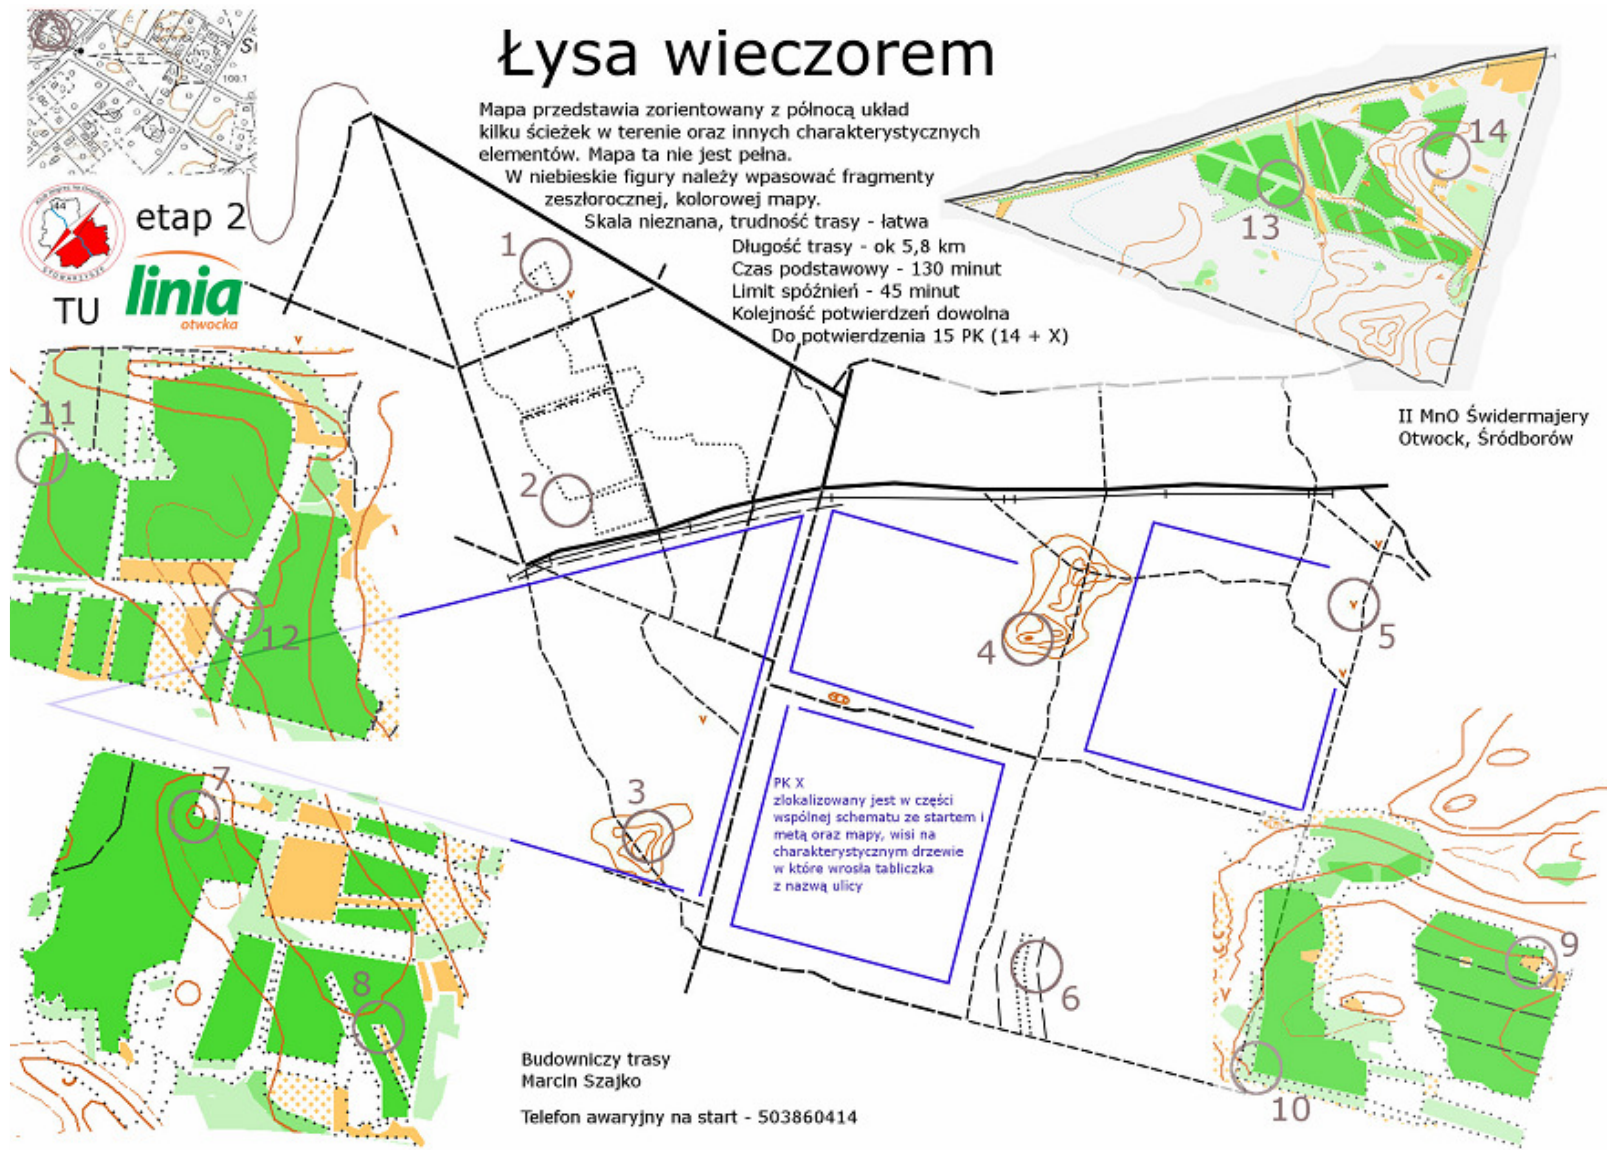 Łysa wieczorem
Mapa przedstawia zorientowany z północą układ
kilku ścieżek w terenie oraz innych charakterystycznych
elementów. Mapa ta nie jest pełna.
W niebieskie figury należy wpasować fragmenty
zeszłorocznej, kolorowej mapy.
Skala nieznana, trudność trasy - łatwa
Długość trasy - ok 5,8 km
Czas podstawowy - 130 minut
Limit spóźnień - 45 minut
Kolejność potwierdzeń dowolna
Do potwierdzenia 15 PK (14 + X)
100.1
44
etap 2
TU
linia
otwocka
14
13
II MnO Świdermajery
Otwock, Śródborów
1
2
11
12
4
5
3
PK X
zlokalizowany jest w części
wspólnej schematu ze startem i
metą oraz mapy, wisi na
charakterystycznym drzewie
w które wrosła tabliczka
z nazwą ulicy
7
8
6
9
10
Budowniczy trasy
Marcin Szajko
Telefon awaryjny na start - 503860414